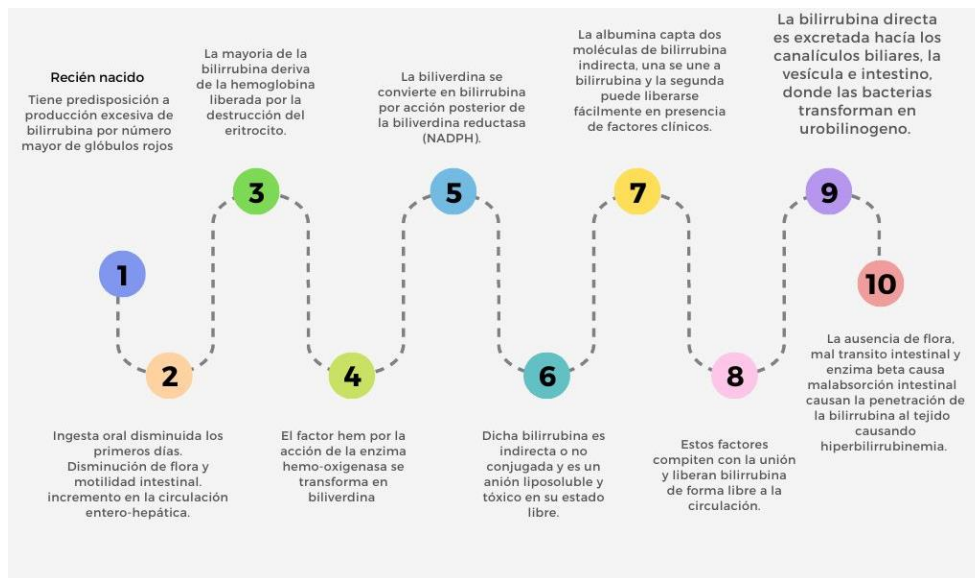 Recién nacido
Tiene predisposición a
producción excesiva de
bilirrubina por número
mayor de glóbulos rojos
1
2
Ingesta oral disminuida los
primeros días.
Disminución de flora y
motilidad intestinal.
incremento en la circulación
entero-hepática.
La mayoria de la
bilirrubina deriva
de la hemoglobina
liberada por la
destrucción del
eritrocito.
3
4
El factor hem por la
acción de la enzima
hemo-oxigenasa se
transforma en
biliverdina
La biliverdina se
convierte en bilirrubina
por acción posterior de
la biliverdina reductasa
(NADPH).
5
6
Dicha bilirrubina es
indirecta o no
conjugada y es un
anión liposoluble y
tóxico en su estado
libre.
La albumina capta dos
moléculas de bilirrubina
indirecta, una se une a
bilirrubina y la segunda
puede liberarse
fácilmente en presencia
de factores clínicos.
7
8
Estos factores
compiten con la unión
y liberan bilirrubina
de forma libre a la
circulación.
La bilirrubina directa
es excretada hacía los
canalículos biliares, la
vesícula e intestino,
donde las bacterias
transforman en
urobilinogeno.
9
10
La ausencia de flora,
mal transito intestinal y
enzima beta causa
malabsorción intestinal
causan la penetración de
la bilirrubina al tejido
causando
hiperbilirrubinemia.